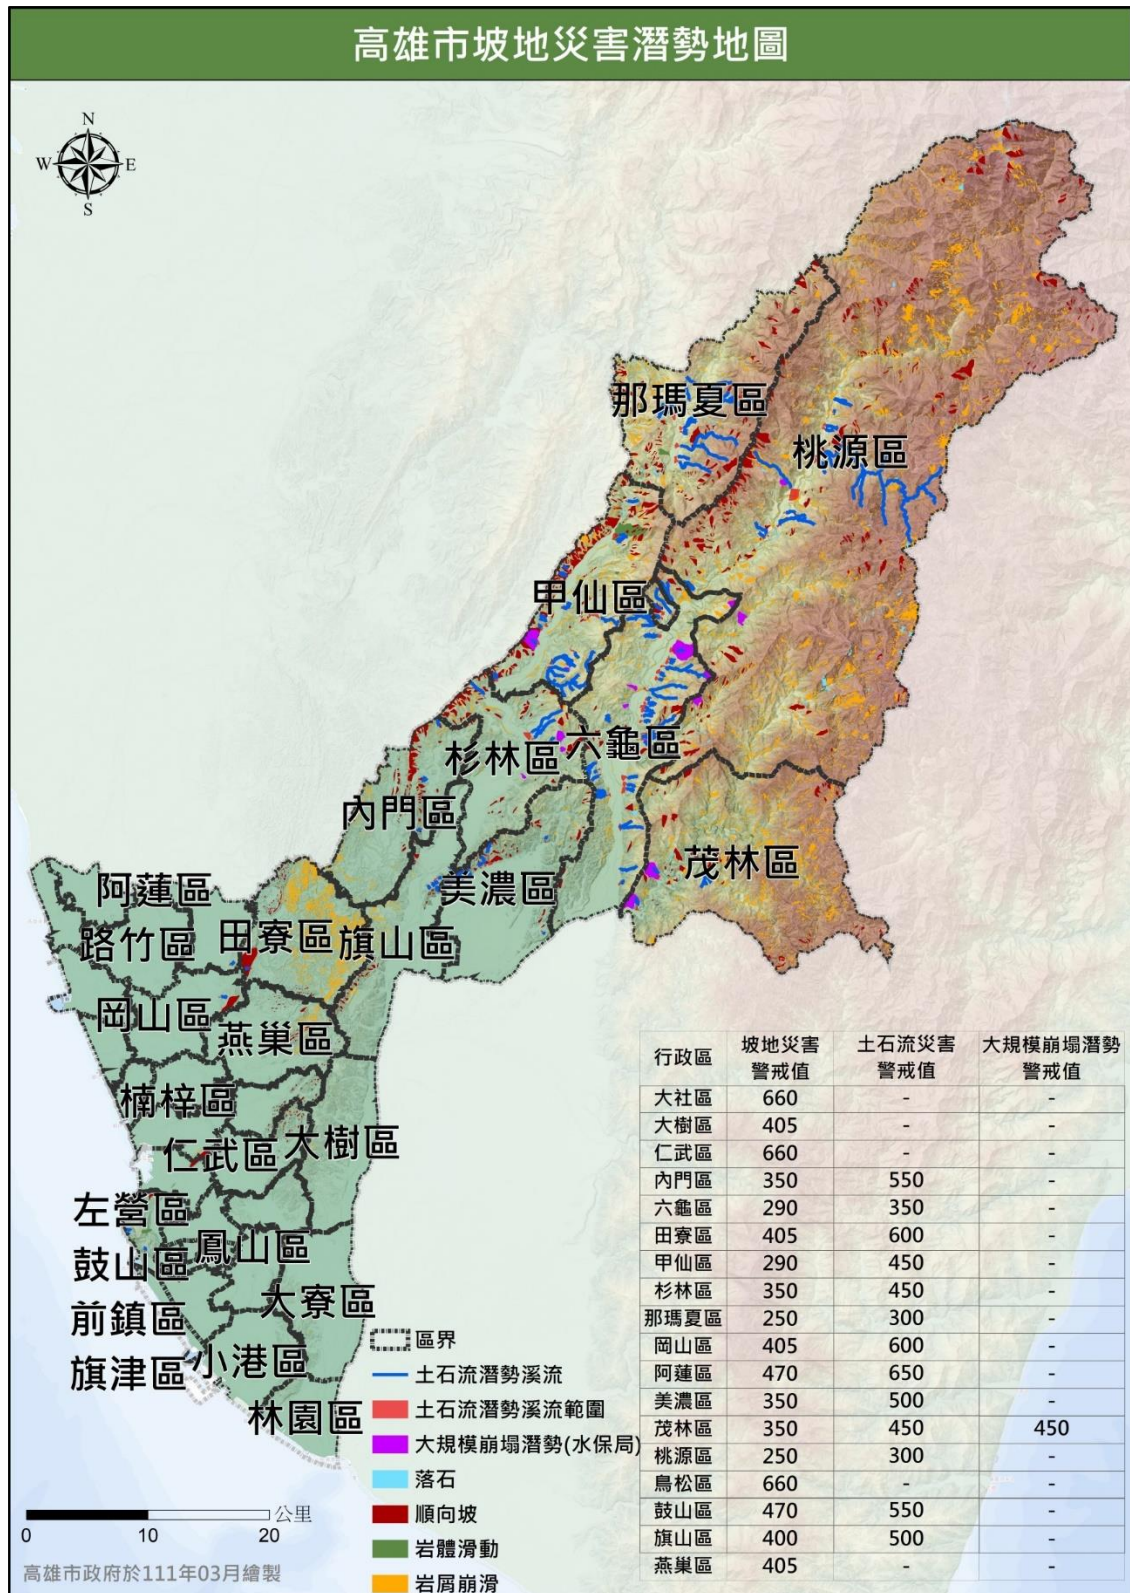 高雄市坡地災害潛勢地圖
N
W E
S
那瑪夏區
桃源區
甲仙區
杉林區
六龜區
內門區
美濃區
茂林區
阿蓮區
路竹區
田寮區
旗山區
岡山區
燕巢區
楠梓區
仁武區
大樹區
左營區
鼓山區
鳳山區
前鎮區
大寮區
旗津區
小港區
林園區
區界
土石流潛勢溪流
土石流潛勢溪流範圍
大規模崩塌潛勢(水保局)
落石
順向坡
岩體滑動
岩屑崩滑
公里
0 10 20
高雄市政府於111年03月繪製
行政區 坡地災害警戒值 土石流災害警戒值 大規模崩塌潛勢警戒值
大社區 660 - -
大樹區 405 - -
仁武區 660 - -
內門區 350 550 -
六龜區 290 350 -
田寮區 405 600 -
甲仙區 290 450 -
杉林區 350 450 -
那瑪夏區 250 300 -
岡山區 405 600 -
阿蓮區 470 650 -
美濃區 350 500 -
茂林區 350 450 450
桃源區 250 300 -
鳥松區 660 - -
鼓山區 470 550 -
旗山區 400 500 -
燕巢區 405 - -